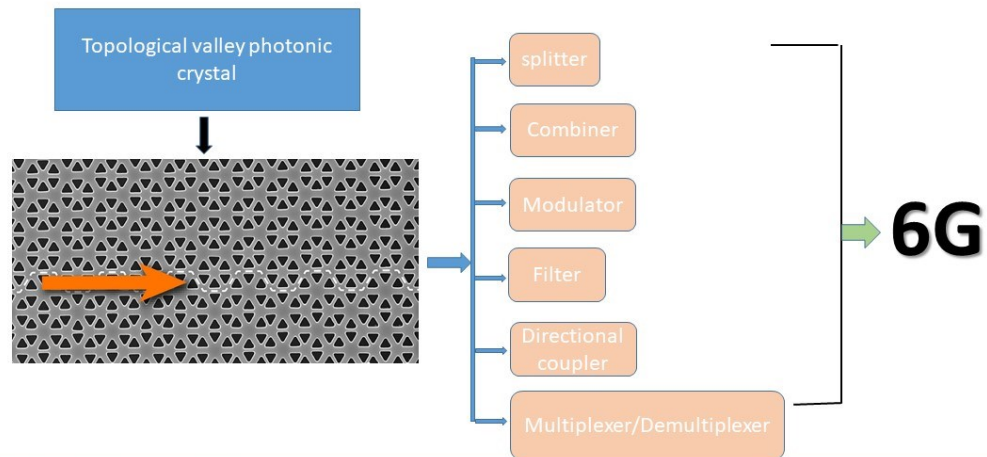 Topological valley photonic
crystal
splitter
Combiner
Modulator
Filter
Directional
coupler
Multiplexer/Demultiplexer
6G